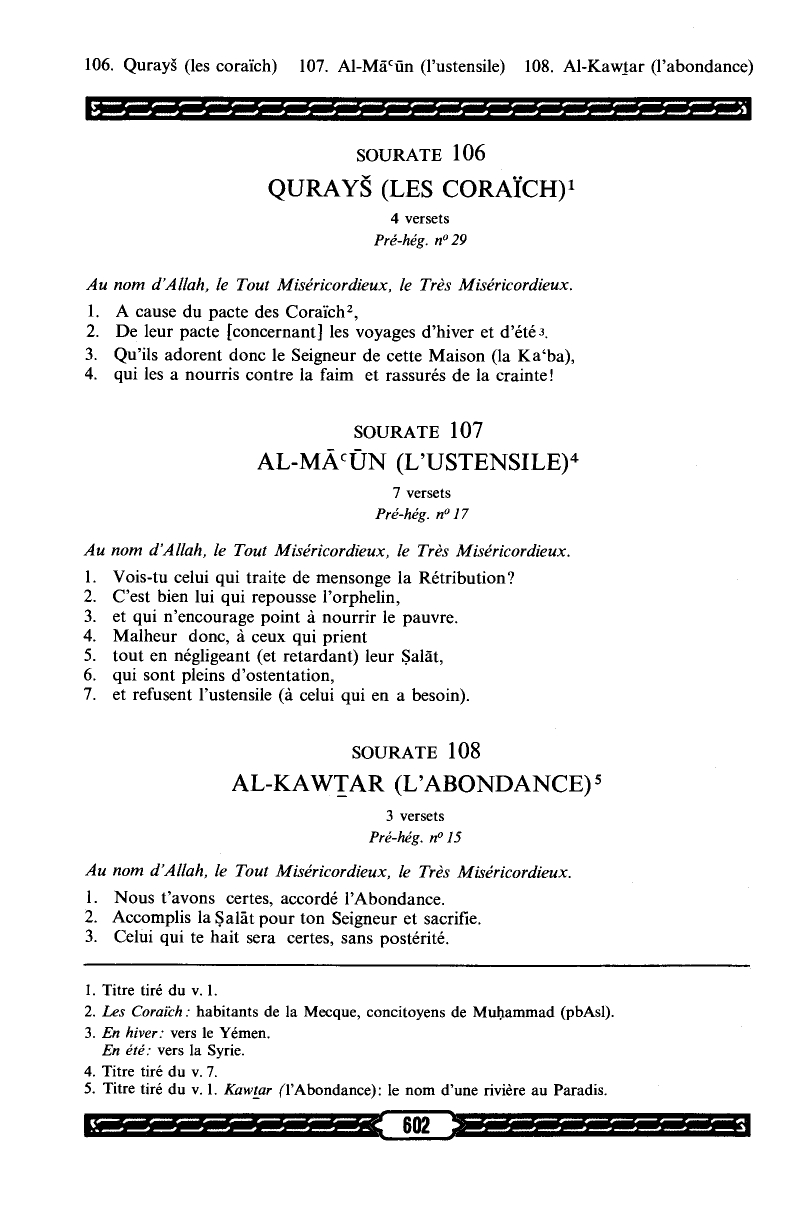 106. Qurayš (les coraïch) 107. Al-Māʿūn (l'ustensile) 108. Al-Kawṯar (l'abondance)
SOURATE 106
QURAYŠ (LES CORAÏCH)¹
4 versets
Pré-hég. nº 29
Au nom d'Allah, le Tout Miséricordieux, le Très Miséricordieux.
1. A cause du pacte des Coraïch²,
2. De leur pacte [concernant] les voyages d'hiver et d'été³.
3. Qu'ils adorent donc le Seigneur de cette Maison (la Kaʿba),
4. qui les a nourris contre la faim et rassurés de la crainte!
SOURATE 107
AL-MĀʿŪN (L'USTENSILE)⁴
7 versets
Pré-hég. nº 17
Au nom d'Allah, le Tout Miséricordieux, le Très Miséricordieux.
1. Vois-tu celui qui traite de mensonge la Rétribution?
2. C'est bien lui qui repousse l'orphelin,
3. et qui n'encourage point à nourrir le pauvre.
4. Malheur donc, à ceux qui prient
5. tout en négligeant (et retardant) leur Ṣalāt,
6. qui sont pleins d'ostentation,
7. et refusent l'ustensile (à celui qui en a besoin).
SOURATE 108
AL-KAWṮAR (L'ABONDANCE)⁵
3 versets
Pré-hég. nº 15
Au nom d'Allah, le Tout Miséricordieux, le Très Miséricordieux.
1. Nous t'avons certes, accordé l'Abondance.
2. Accomplis la Ṣalāt pour ton Seigneur et sacrifie.
3. Celui qui te hait sera certes, sans postérité.
1. Titre tiré du v. 1.
2. Les Coraïch: habitants de la Mecque, concitoyens de Muḥammad (pbAsl).
3. En hiver: vers le Yémen.
En été: vers la Syrie.
4. Titre tiré du v. 7.
5. Titre tiré du v. 1. Kawṯar (l'Abondance): le nom d'une rivière au Paradis.
602